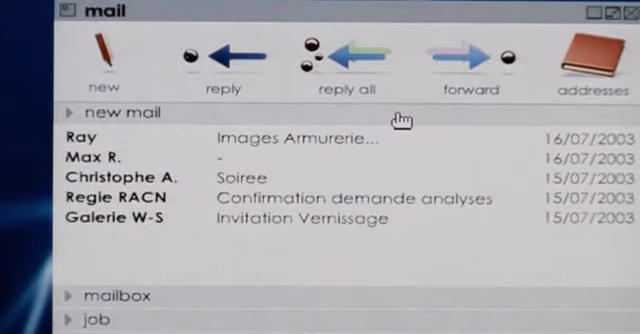 mail
new reply reply all forward addresses
new mail
Ray Images Armurerie... 16/07/2003
Max R. - 16/07/2003
Christophe A. Soiree 15/07/2003
Regie RACN Confirmation demande analyses 15/07/2003
Galerie W-S Invitation Vernissage 15/07/2003
mailbox
job